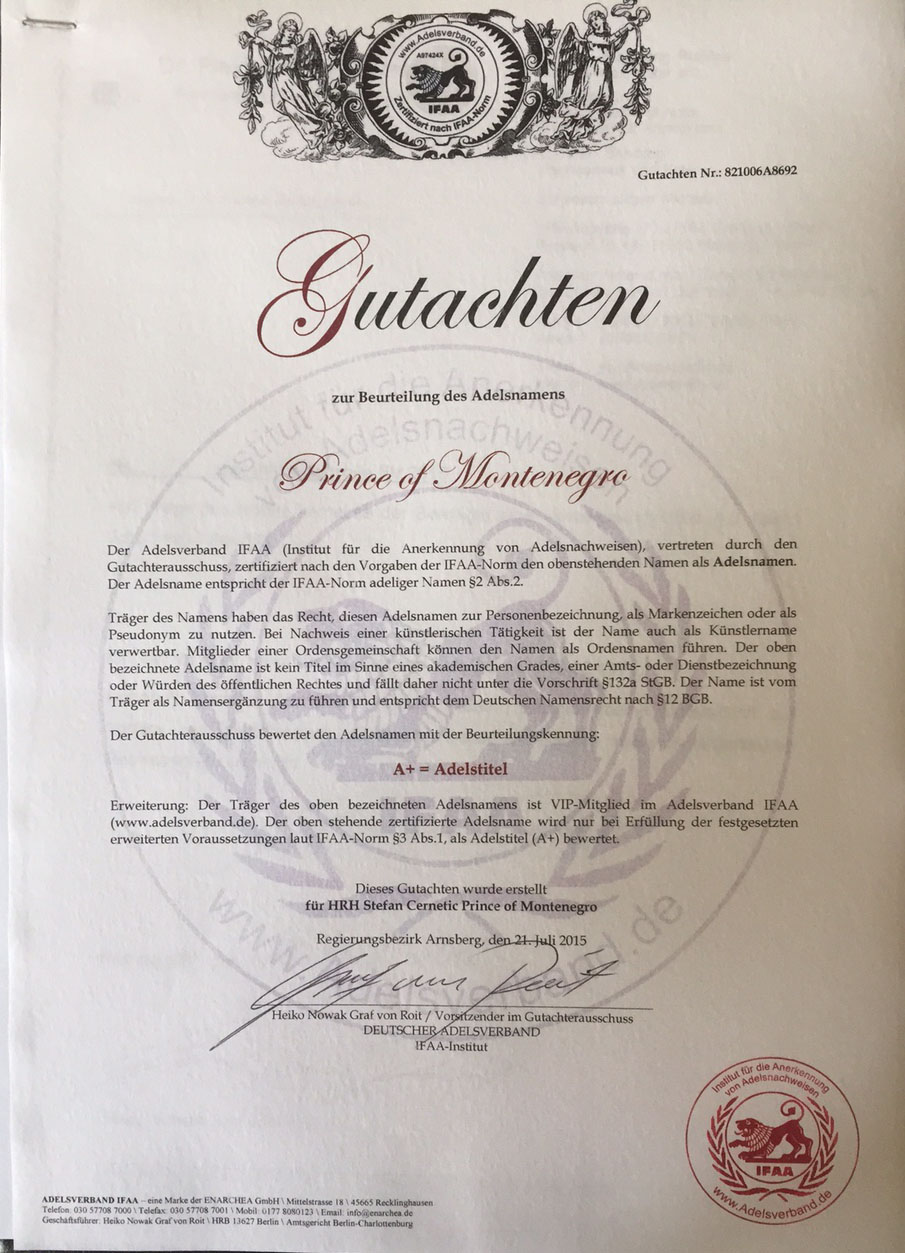 www.Adelsverband.de
A97424X
IFAA
Zertifiziert nach IFAA-Norm
Gutachten Nr.: 821006A8692
Gutachten
zur Beurteilung des Adelsnamens
Prince of Montenegro
Der Adelsverband IFAA (Institut für die Anerkennung von Adelsnachweisen), vertreten durch den
Gutachterausschuss, zertifiziert nach den Vorgaben der IFAA-Norm den obenstehenden Namen als Adelsnamen.
Der Adelsname entspricht der IFAA-Norm adeliger Namen §2 Abs.2.
Träger des Namens haben das Recht, diesen Adelsnamen zur Personenbezeichnung, als Markenzeichen oder als
Pseudonym zu nutzen. Bei Nachweis einer künstlerischen Tätigkeit ist der Name auch als Künstlername
verwertbar. Mitglieder einer Ordensgemeinschaft können den Namen als Ordensnamen führen. Der oben
bezeichnete Adelsname ist kein Titel im Sinne eines akademischen Grades, einer Amts- oder Dienstbezeichnung
oder Würden des öffentlichen Rechtes und fällt daher nicht unter die Vorschrift §132a StGB. Der Name ist vom
Träger als Namensergänzung zu führen und entspricht dem Deutschen Namensrecht nach §12 BGB.
Der Gutachterausschuss bewertet den Adelsnamen mit der Beurteilungskennung:
A+ = Adelstitel
Erweiterung: Der Träger des oben bezeichneten Adelsnamens ist VIP-Mitglied im Adelsverband IFAA
(www.adelsverband.de). Der oben stehende zertifizierte Adelsname wird nur bei Erfüllung der festgesetzten
erweiterten Voraussetzungen laut IFAA-Norm §3 Abs.1, als Adelstitel (A+) bewertet.
Dieses Gutachten wurde erstellt
für HRH Stefan Cernetic Prince of Montenegro
Regierungsbezirk Arnsberg, den 21. Juli 2015
Heiko Nowak Graf von Roit / Vorsitzender im Gutachterausschuss
DEUTSCHER ADELSVERBAND
IFAA-Institut
Institut für die Anerkennung
von Adelsnachweisen
www.Adelsverband.de
Institut für die Anerkennung
von Adelsnachweisen
IFAA
www.Adelsverband.de
ADELSVERBAND IFAA – eine Marke der ENARCHEA GmbH \ Mittelstrasse 18 \ 45665 Recklinghausen
Telefon: 030 57708 7000 \ Telefax: 030 57708 7001 \ Mobil: 0177 8080123 \ Email: info@enarchea.de
Geschäftsführer: Heiko Nowak Graf von Roit \ HRB 13627 Berlin \ Amtsgericht Berlin-Charlottenburg